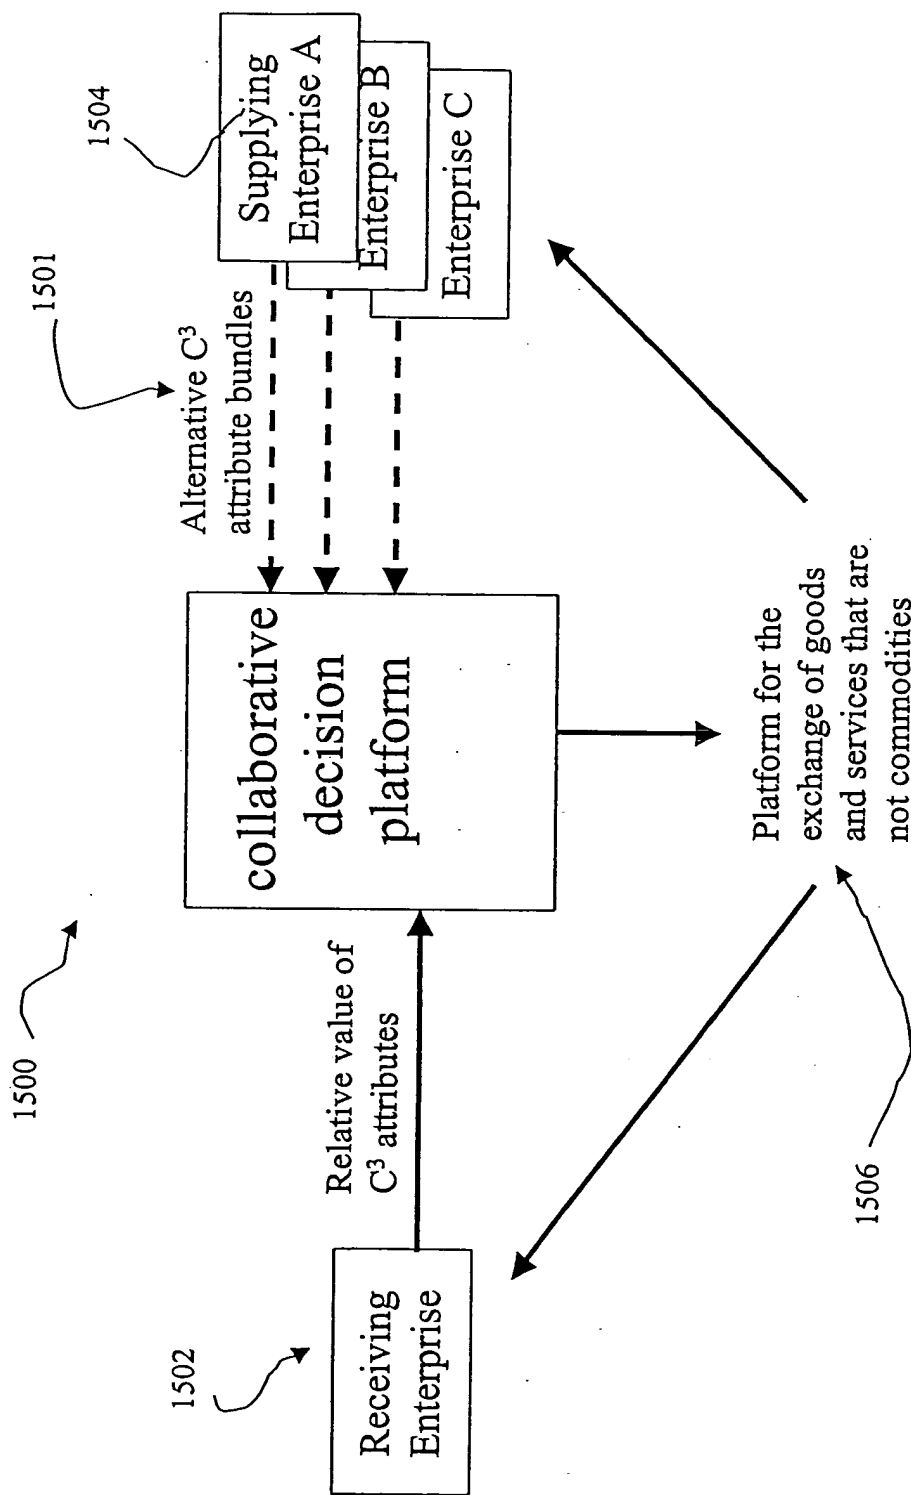 1500
1502
Receiving
Enterprise
Relative value of
C³ attributes
collaborative
decision
platform
1501
Alternative C³
attribute bundles
1504
Supplying
Enterprise A
Enterprise B
Enterprise C
1506
Platform for the
exchange of goods
and services that are
not commodities